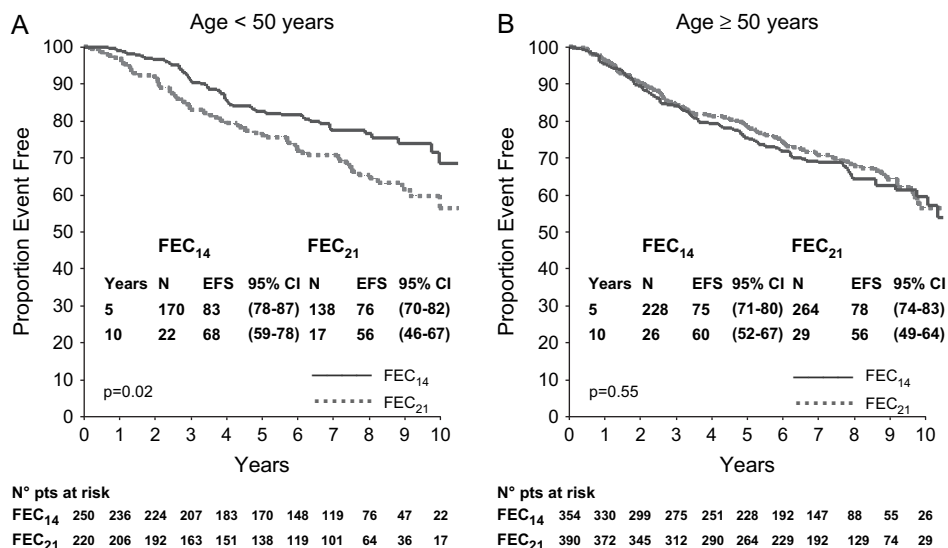 A Age < 50 years
Proportion Event Free
100
90
80
70
60
50
40
30
20
10
0
FEC14 FEC21
Years N EFS 95% CI N EFS 95% CI
5 170 83 (78-87) 138 76 (70-82)
10 22 68 (59-78) 17 56 (46-67)
p=0.02
FEC14
FEC21
0 1 2 3 4 5 6 7 8 9 10
Years
N° pts at risk
FEC14 250 236 224 207 183 170 148 119 76 47 22
FEC21 220 206 192 163 151 138 119 101 64 36 17
B Age ≥ 50 years
Proportion Event Free
100
90
80
70
60
50
40
30
20
10
0
FEC14 FEC21
Years N EFS 95% CI N EFS 95% CI
5 228 75 (71-80) 264 78 (74-83)
10 26 60 (52-67) 29 56 (49-64)
p=0.55
FEC14
FEC21
0 1 2 3 4 5 6 7 8 9 10
Years
N° pts at risk
FEC14 354 330 299 275 251 228 192 147 88 55 26
FEC21 390 372 345 312 290 264 229 192 129 74 29